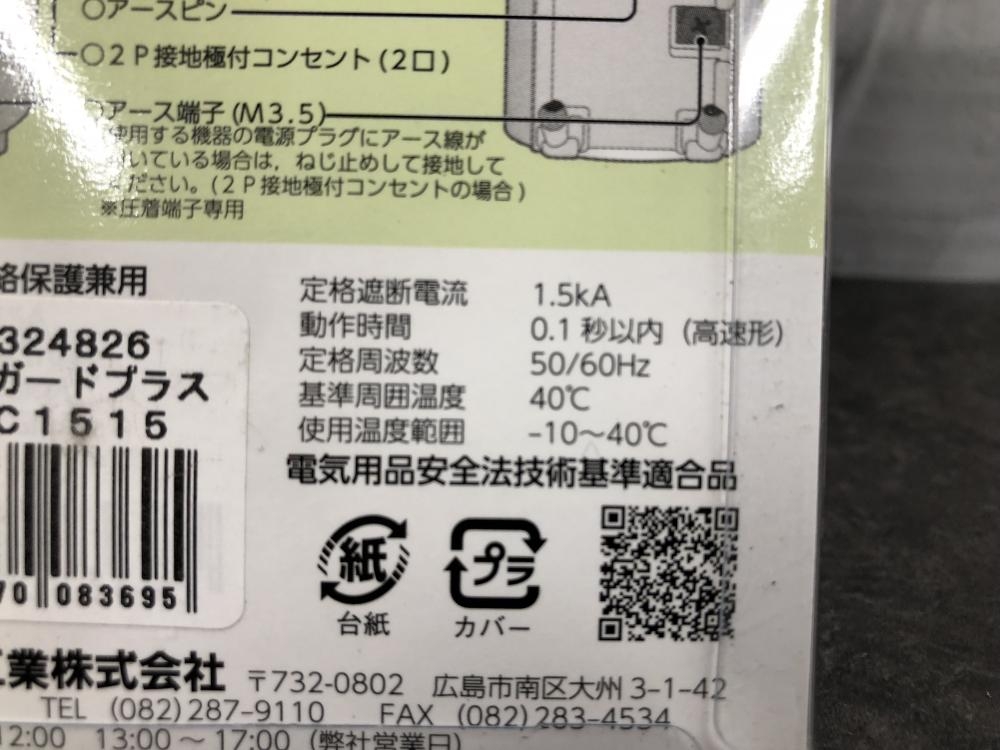 ○アースピン
○2P接地極付コンセント(2口)
○アース端子(M3.5)
使用する機器の電源プラグにアース線が
付いている場合は，ねじ止めして接地して
ください。(2P接地極付コンセントの場合)
※圧着端子専用
絡保護兼用
324826
ガードプラス
C1515
70 083695
定格遮断電流 1.5kA
動作時間 0.1秒以内（高速形）
定格周波数 50/60Hz
基準周囲温度 40℃
使用温度範囲 -10～40℃
電気用品安全法技術基準適合品
紙
台紙
プラ
カバー
工業株式会社 〒732-0802 広島市南区大州3-1-42
TEL (082)287-9110 FAX (082)283-4534
12:00 13:00～17:00（弊社営業日）